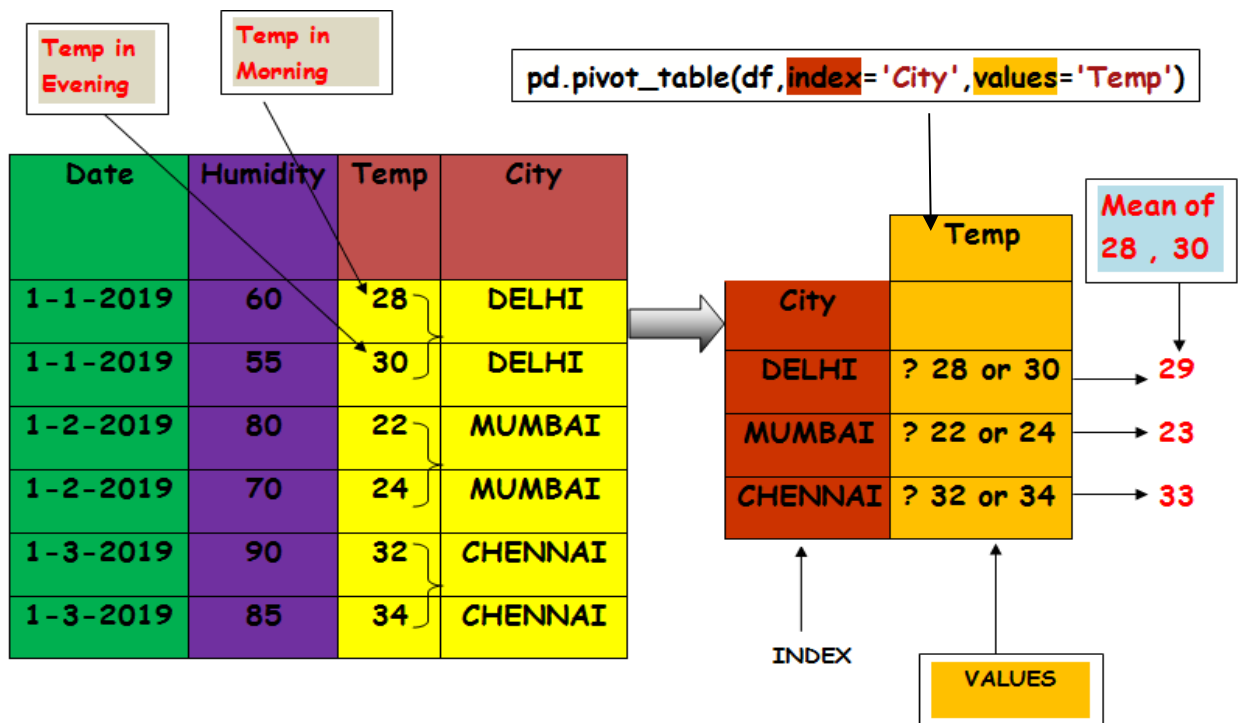 Temp in
Evening
Temp in
Morning
pd.pivot_table(df,index='City',values='Temp')
Date Humidity Temp City
1-1-2019 60 28 DELHI
1-1-2019 55 30 DELHI
1-2-2019 80 22 MUMBAI
1-2-2019 70 24 MUMBAI
1-3-2019 90 32 CHENNAI
1-3-2019 85 34 CHENNAI
Temp
City
DELHI ? 28 or 30
MUMBAI ? 22 or 24
CHENNAI ? 32 or 34
Mean of
28 , 30
29
23
33
INDEX
VALUES